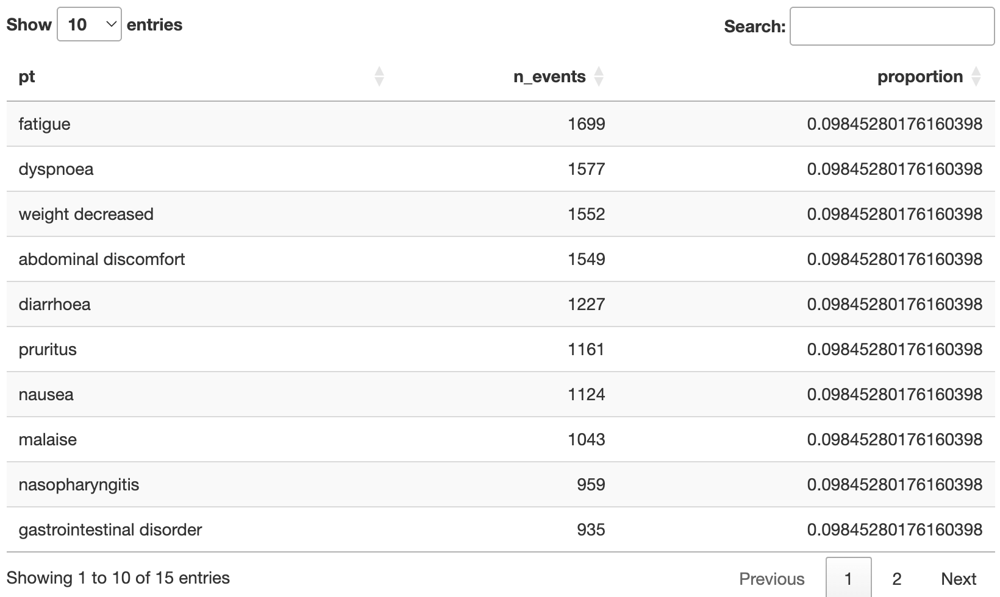 Show 10 entries Search:
pt n_events proportion
fatigue 1699 0.09845280176160398
dyspnoea 1577 0.09845280176160398
weight decreased 1552 0.09845280176160398
abdominal discomfort 1549 0.09845280176160398
diarrhoea 1227 0.09845280176160398
pruritus 1161 0.09845280176160398
nausea 1124 0.09845280176160398
malaise 1043 0.09845280176160398
nasopharyngitis 959 0.09845280176160398
gastrointestinal disorder 935 0.09845280176160398
Showing 1 to 10 of 15 entries Previous 1 2 Next